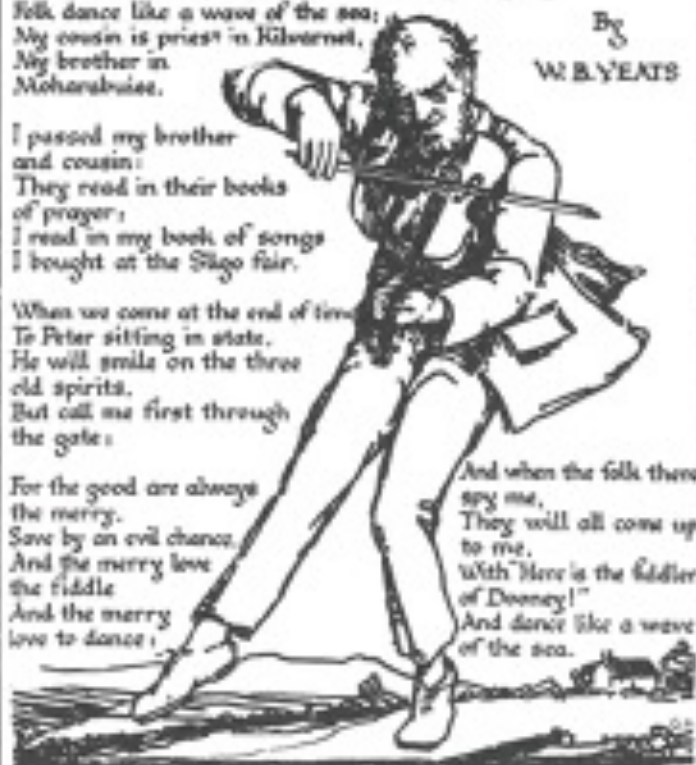 Folk dance like a wave of the sea;
My cousin is priest in Kilvarnet,
My brother in
Moharabuiee.
By
W. B. YEATS
I passed my brother
and cousin:
They read in their books
of prayer;
I read in my book of songs
I bought at the Sligo fair.
When we come at the end of time
To Peter sitting in state,
He will smile on the three
old spirits,
But call me first through
the gate;
For the good are always
the merry,
Save by an evil chance,
And the merry love
the fiddle
And the merry
love to dance:
And when the folk there
spy me,
They will all come up
to me,
With "Here is the fiddler
of Dooney!"
And dance like a wave
of the sea.